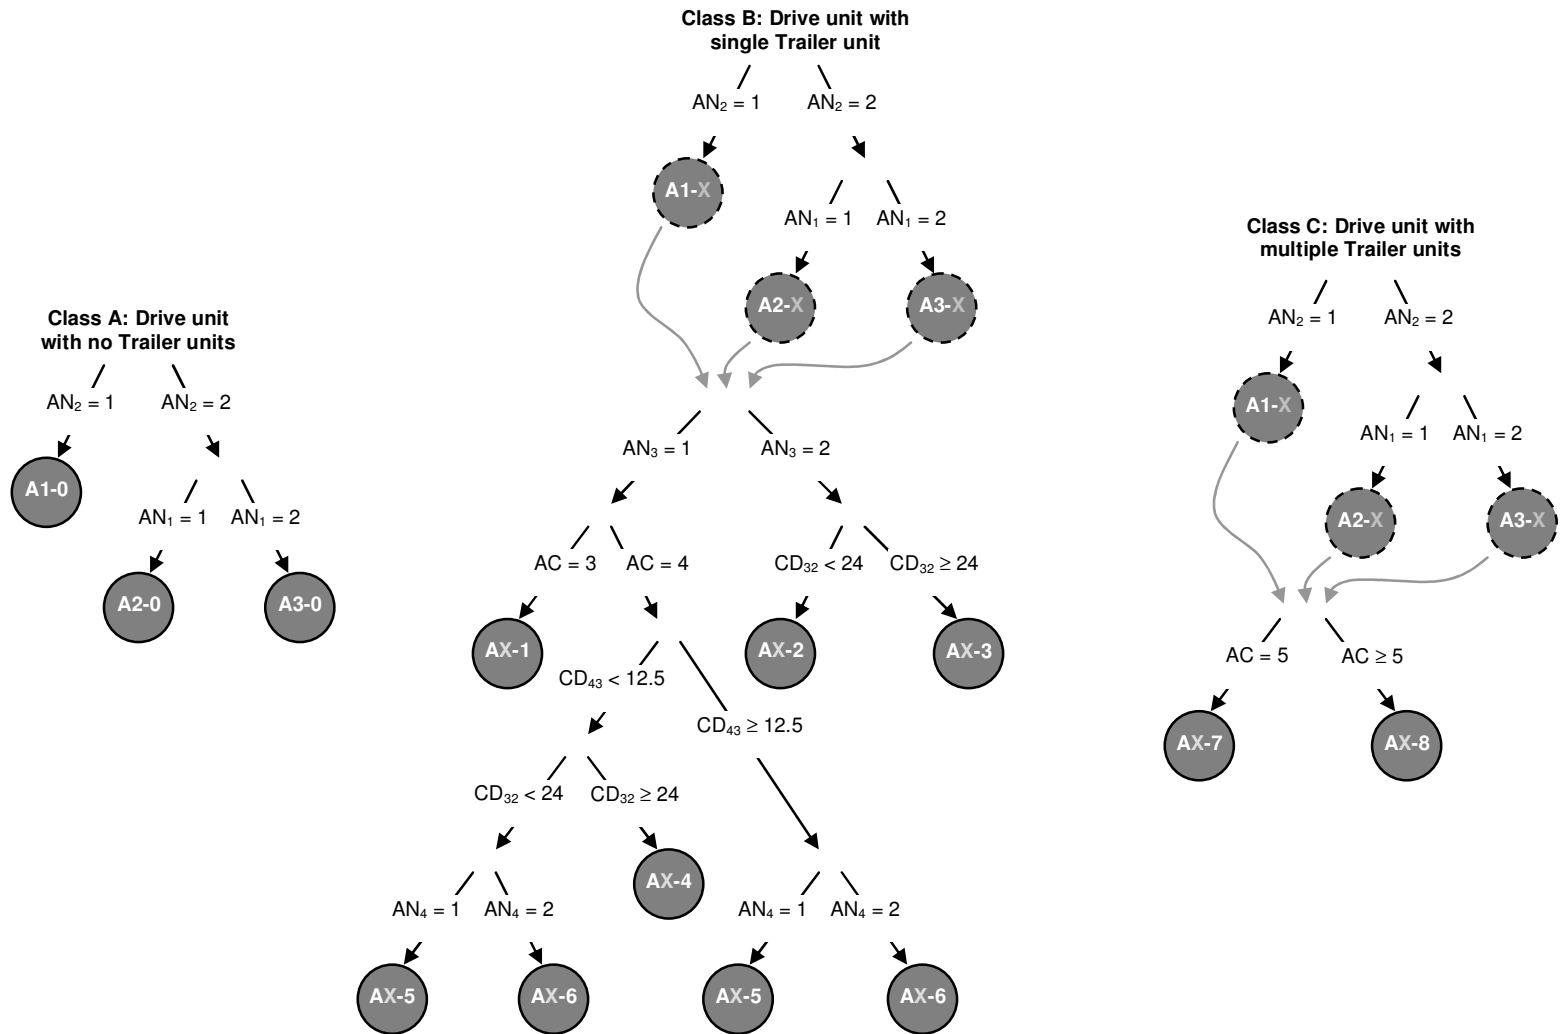 Class A: Drive unit
with no Trailer units
AN₂ = 1
AN₂ = 2
A1-0
AN₁ = 1
AN₁ = 2
A2-0
A3-0
Class B: Drive unit with
single Trailer unit
AN₂ = 1
AN₂ = 2
A1-X
AN₁ = 1
AN₁ = 2
A2-X
A3-X
AN₃ = 1
AN₃ = 2
AC = 3
AC = 4
CD₃₂ < 24
CD₃₂ ≥ 24
AX-1
AX-2
AX-3
CD₄₃ < 12.5
CD₄₃ ≥ 12.5
CD₃₂ < 24
CD₃₂ ≥ 24
AX-4
AN₄ = 1
AN₄ = 2
AN₄ = 1
AN₄ = 2
AX-5
AX-6
AX-5
AX-6
Class C: Drive unit with
multiple Trailer units
AN₂ = 1
AN₂ = 2
A1-X
AN₁ = 1
AN₁ = 2
A2-X
A3-X
AC = 5
AC ≥ 5
AX-7
AX-8